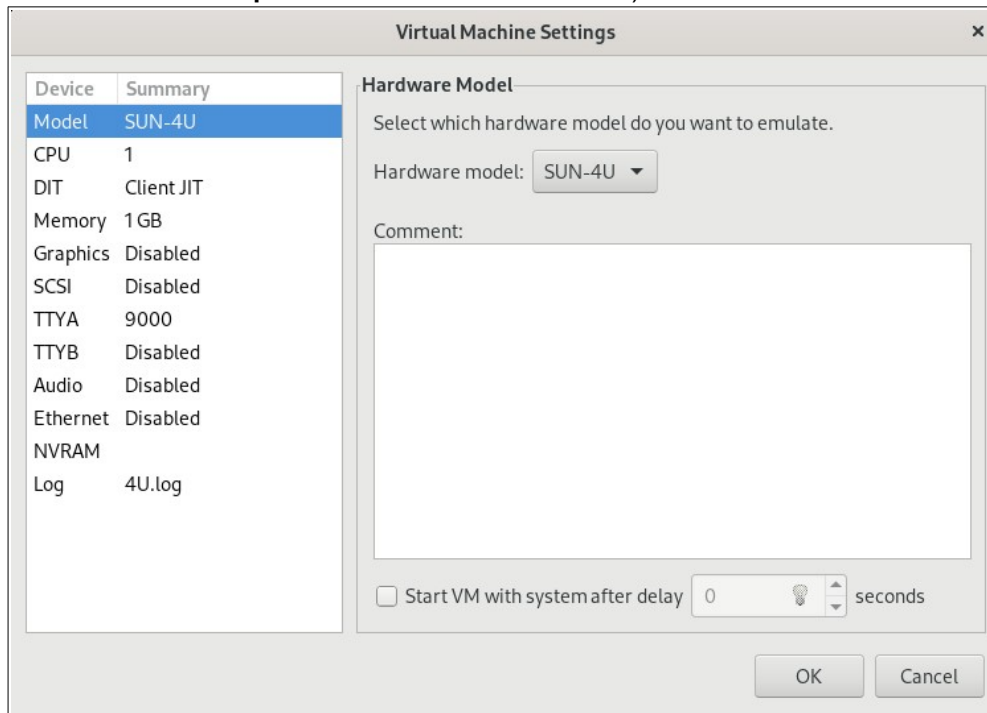 Virtual Machine Settings ×
Device Summary
Model SUN-4U
CPU 1
DIT Client JIT
Memory 1 GB
Graphics Disabled
SCSI Disabled
TTYA 9000
TTYB Disabled
Audio Disabled
Ethernet Disabled
NVRAM
Log 4U.log
Hardware Model
Select which hardware model do you want to emulate.
Hardware model: SUN-4U
Comment:
Start VM with system after delay 0 seconds
OK Cancel